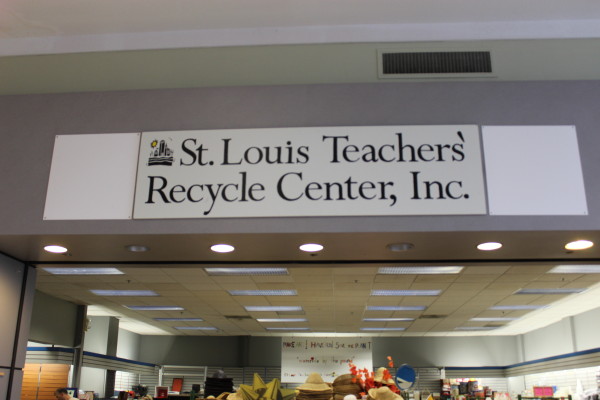 St. Louis Teachers'
Recycle Center, Inc.